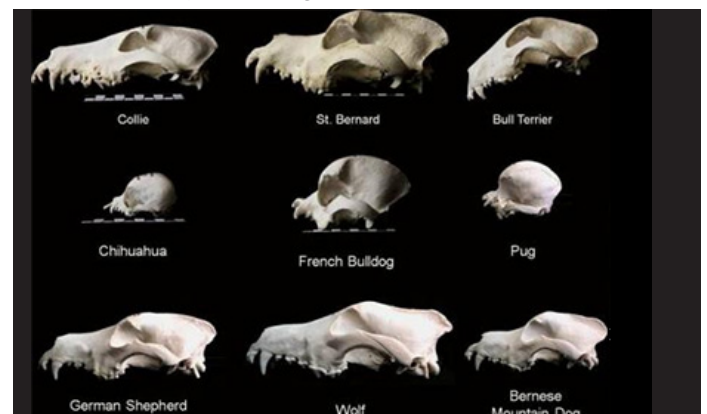 Collie
St. Bernard
Bull Terrier
Chihuahua
French Bulldog
Pug
German Shepherd
Wolf
Bernese
Mountain Dog